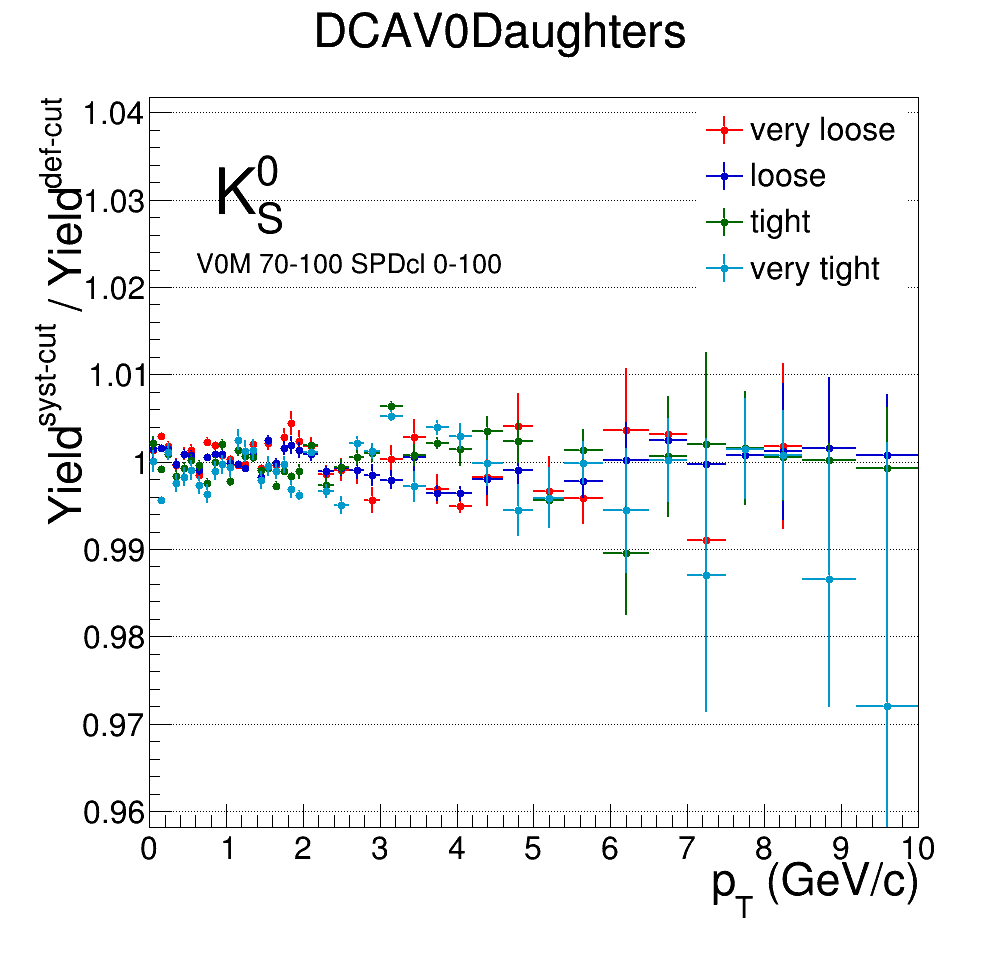 DCAV0Daughters
Yield^syst-cut / Yield^def-cut
1.04
1.03
1.02
1.01
1
0.99
0.98
0.97
0.96
K^0_S
V0M 70-100 SPDcl 0-100
very loose
loose
tight
very tight
0 1 2 3 4 5 6 7 8 9 10
p_T (GeV/c)